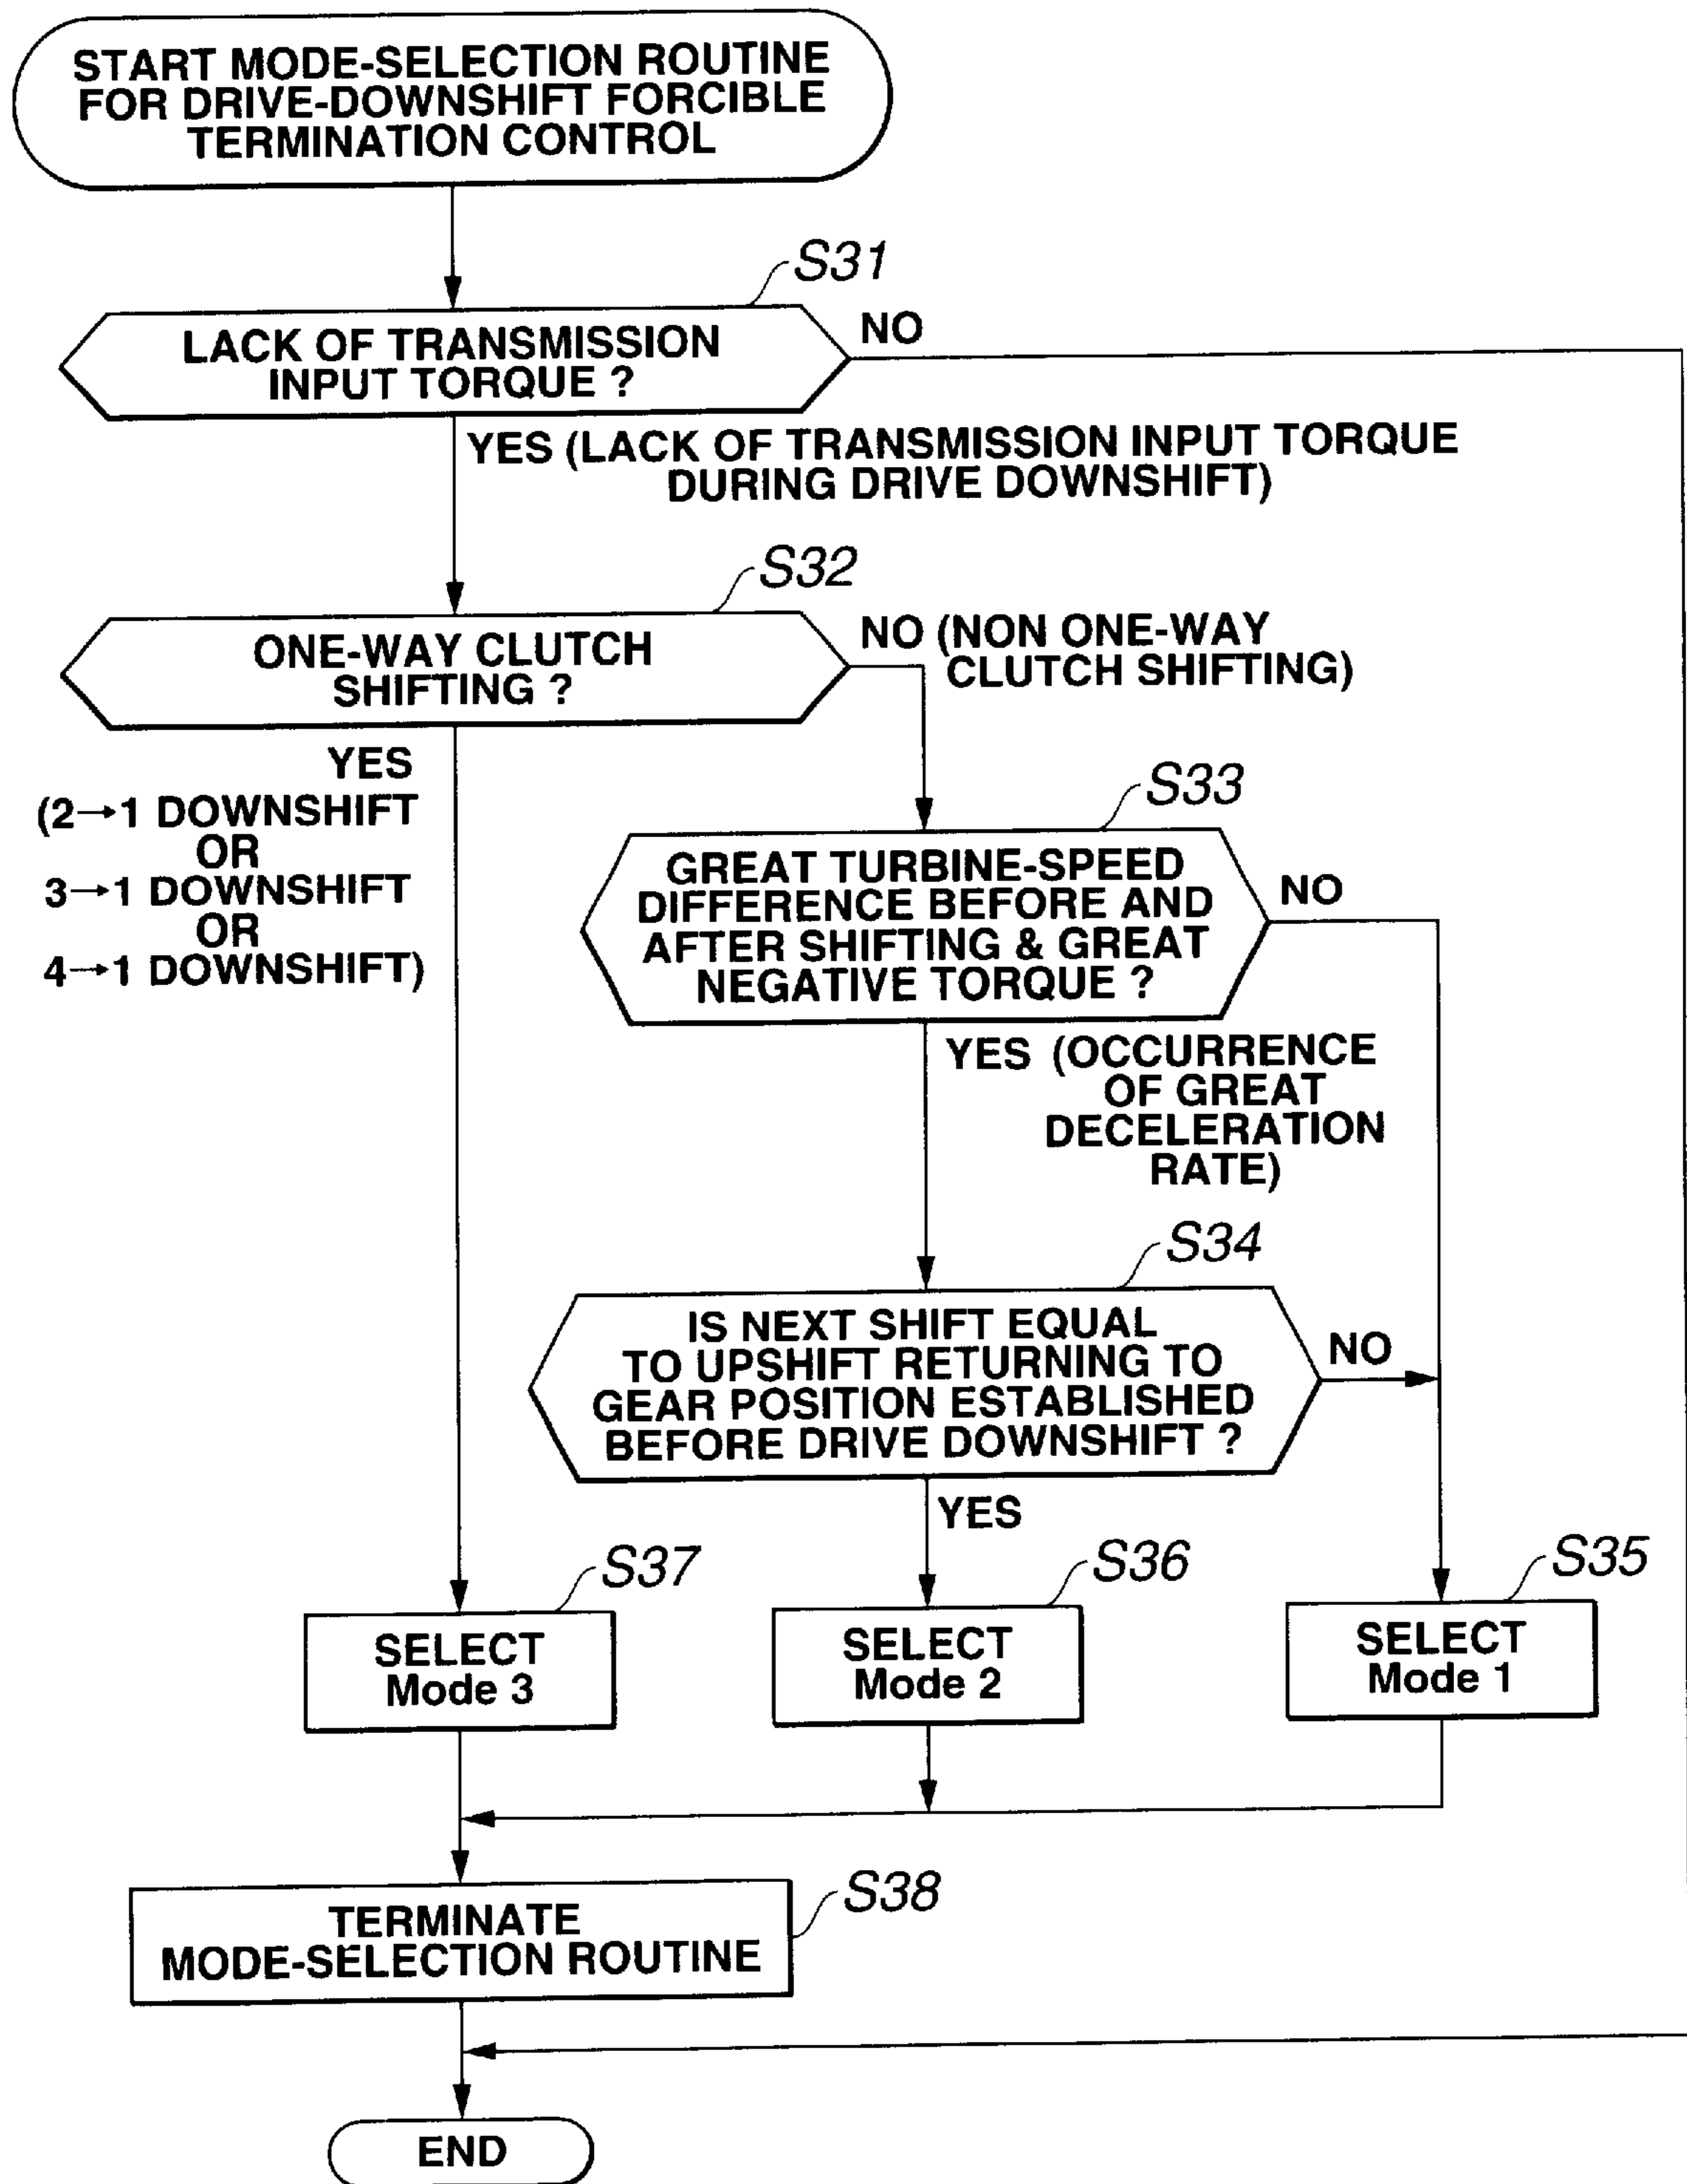 START MODE-SELECTION ROUTINE
FOR DRIVE-DOWNSHIFT FORCIBLE
TERMINATION CONTROL
S31
LACK OF TRANSMISSION
INPUT TORQUE ?
NO
YES (LACK OF TRANSMISSION INPUT TORQUE
DURING DRIVE DOWNSHIFT)
S32
ONE-WAY CLUTCH
SHIFTING ?
NO (NON ONE-WAY
CLUTCH SHIFTING)
YES
(2→1 DOWNSHIFT
OR
3→1 DOWNSHIFT
OR
4→1 DOWNSHIFT)
S33
GREAT TURBINE-SPEED
DIFFERENCE BEFORE AND
AFTER SHIFTING & GREAT
NEGATIVE TORQUE ?
NO
YES (OCCURRENCE
OF GREAT
DECELERATION
RATE)
S34
IS NEXT SHIFT EQUAL
TO UPSHIFT RETURNING TO
GEAR POSITION ESTABLISHED
BEFORE DRIVE DOWNSHIFT ?
NO
YES
S37
SELECT
Mode 3
S36
SELECT
Mode 2
S35
SELECT
Mode 1
S38
TERMINATE
MODE-SELECTION ROUTINE
END